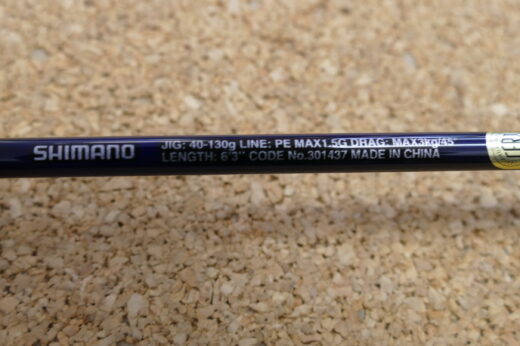 SHIMANO
JIG: 40-130g LINE: PE MAX1.5G DRAG: MAX3kg/45°
LENGTH: 6'3" CODE No.301437 MADE IN CHINA